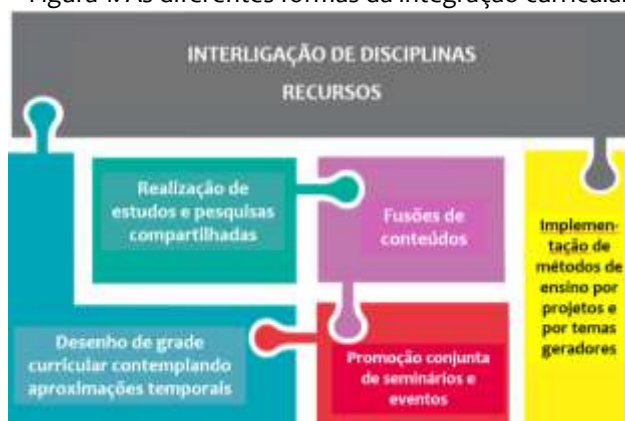 Figura 1. As diferentes formas da integração curricular
INTERLIGAÇÃO DE DISCIPLINAS
RECURSOS
Realização de
estudos e pesquisas
compartilhadas
Fusões de
conteúdos
Implemen-
tação de
métodos de
ensino por
projetos e
por temas
geradores
Desenho de grade
curricular contemplando
aproximações temporais
Promoção conjunta
de seminários e
eventos